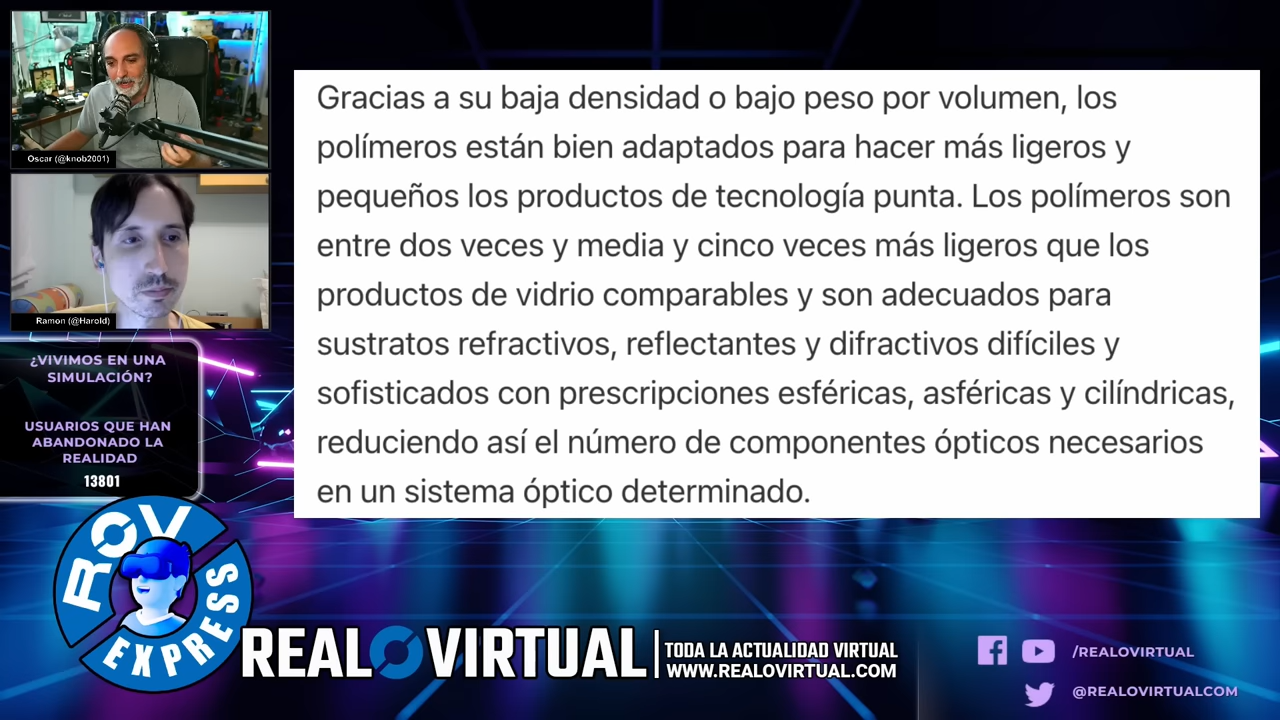 Oscar (@knob2001)
Ramon (@Harold)
¿VIVIMOS EN UNA
SIMULACIÓN?
USUARIOS QUE HAN
ABANDONADO LA
REALIDAD
13801
Gracias a su baja densidad o bajo peso por volumen, los
polímeros están bien adaptados para hacer más ligeros y
pequeños los productos de tecnología punta. Los polímeros son
entre dos veces y media y cinco veces más ligeros que los
productos de vidrio comparables y son adecuados para
sustratos refractivos, reflectantes y difractivos difíciles y
sofisticados con prescripciones esféricas, asféricas y cilíndricas,
reduciendo así el número de componentes ópticos necesarios
en un sistema óptico determinado.
ROV
EXPRESS
REAL O VIRTUAL
TODA LA ACTUALIDAD VIRTUAL
WWW.REALOVIRTUAL.COM
/REALOVIRTUAL
@REALOVIRTUALCOM